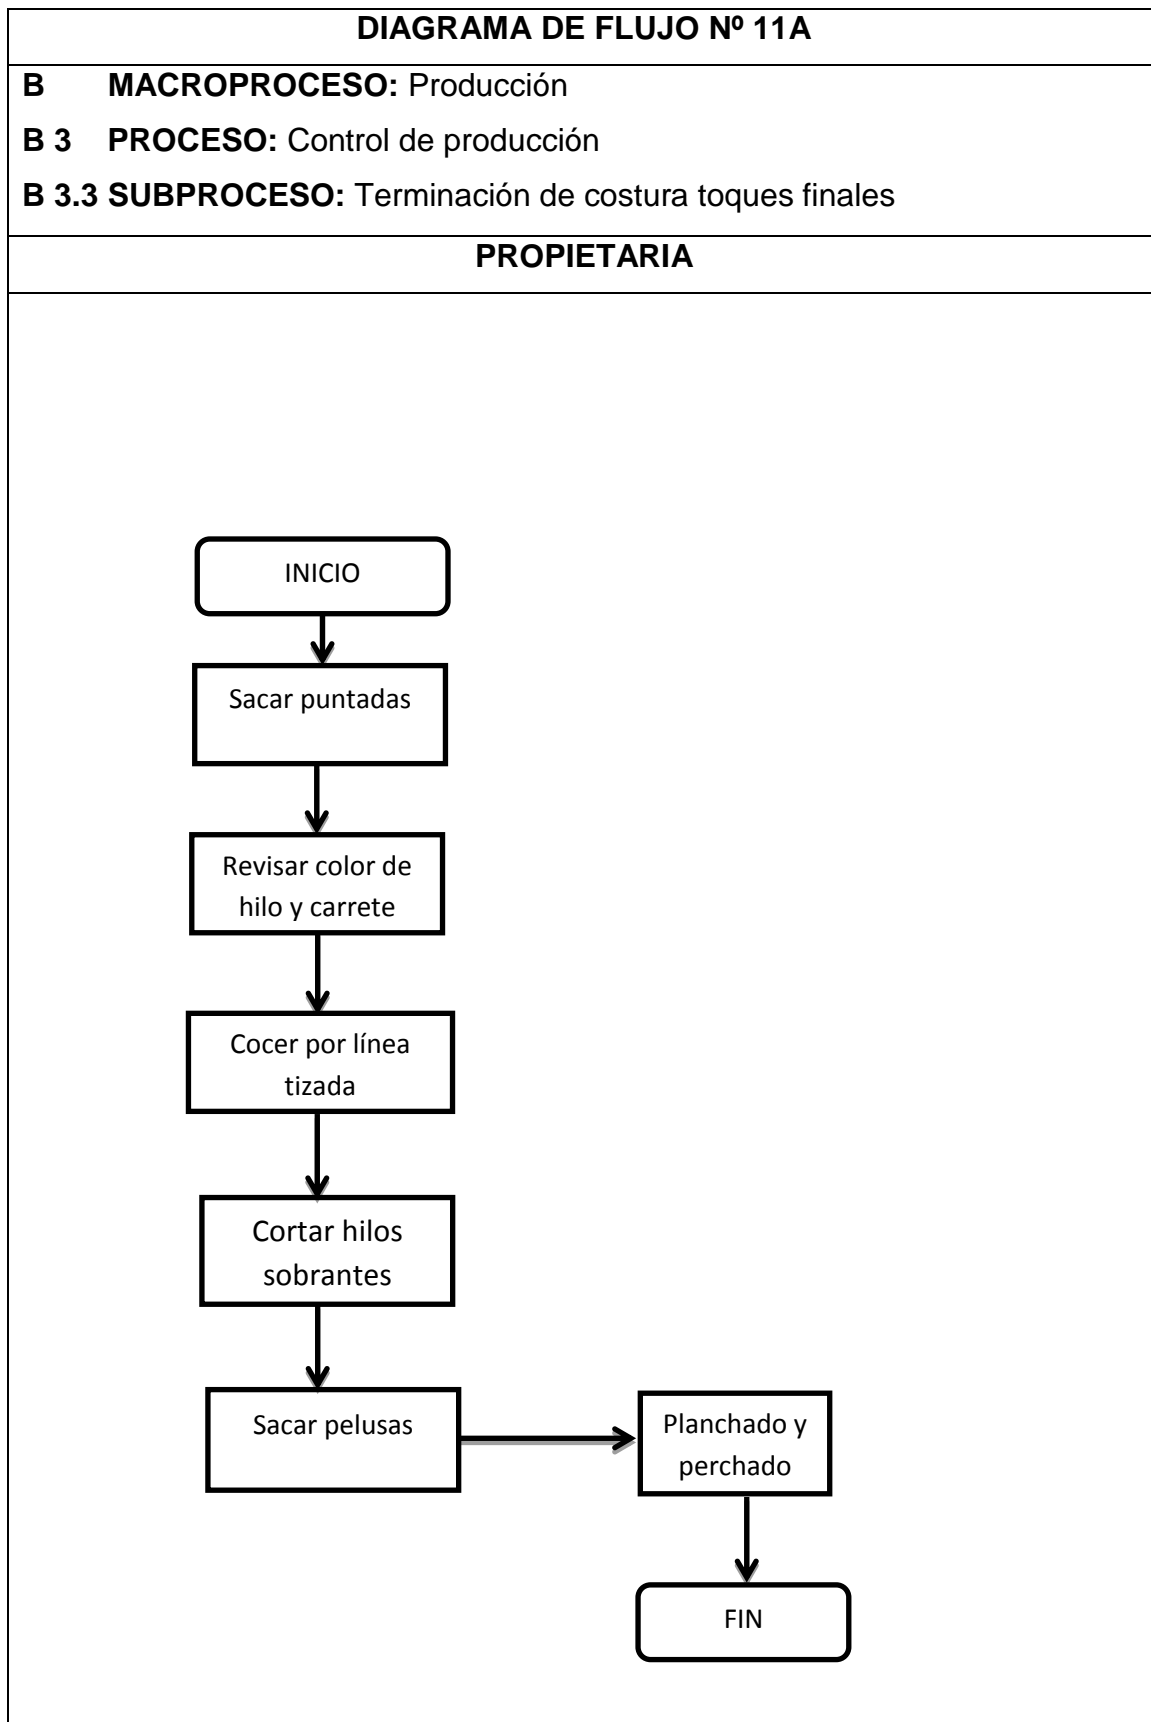 DIAGRAMA DE FLUJO Nº 11A
B MACROPROCESO: Producción
B 3 PROCESO: Control de producción
B 3.3 SUBPROCESO: Terminación de costura toques finales
PROPIETARIA
INICIO
Sacar puntadas
Revisar color de
hilo y carrete
Cocer por línea
tizada
Cortar hilos
sobrantes
Sacar pelusas
Planchado y
perchado
FIN